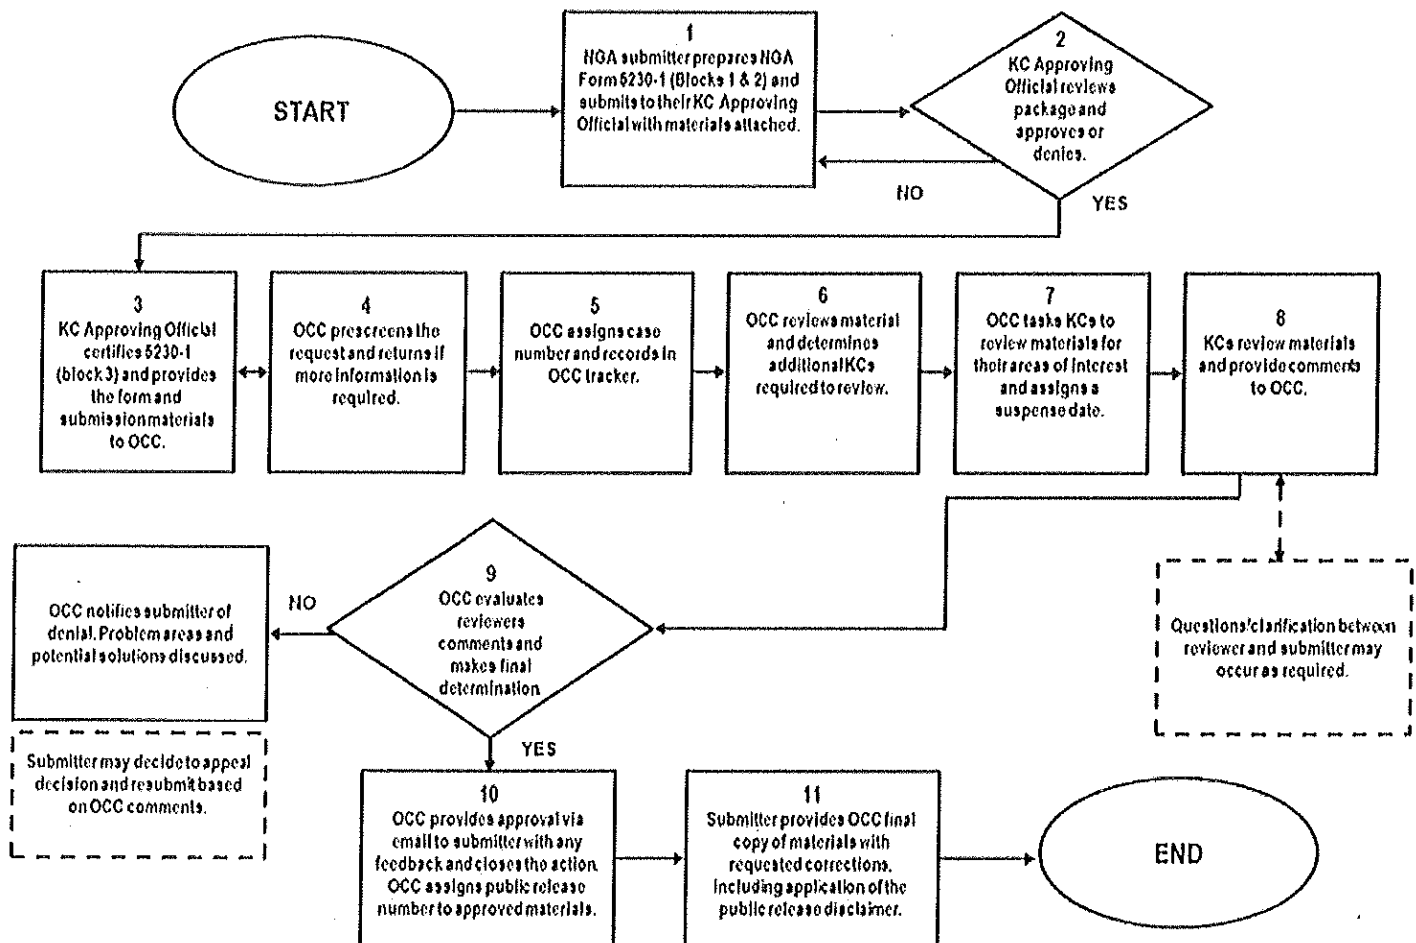 START
1
NGA submitter prepares NGA
Form 5230-1 (Blocks 1 & 2) and
submits to their KC Approving
Official with materials attached.
2
KC Approving
Official reviews
package and
approves or
denies.
NO
YES
3
KC Approving Official
certifies 5230-1
(block 3) and provides
the form and
submission materials
to OCC.
4
OCC prescreens the
request and returns if
more information is
required.
5
OCC assigns case
number and records in
OCC tracker.
6
OCC reviews material
and determines
additional KCs
required to review.
7
OCC tasks KCs to
review materials for
their areas of interest
and assigns a
suspense date.
8
KCs review materials
and provide comments
to OCC.
OCC notifies submitter of
denial. Problem areas and
potential solutions discussed.
NO
9
OCC evaluates
reviewers
comments and
makes final
determination
Questions/clarification between
reviewer and submitter may
occur as required.
Submitter may decide to appeal
decision and resubmit based
on OCC comments.
YES
10
OCC provides approval via
email to submitter with any
feedback and closes the action.
OCC assigns public release
number to approved materials.
11
Submitter provides OCC final
copy of materials with
requested corrections.
Including application of the
public release disclaimer.
END